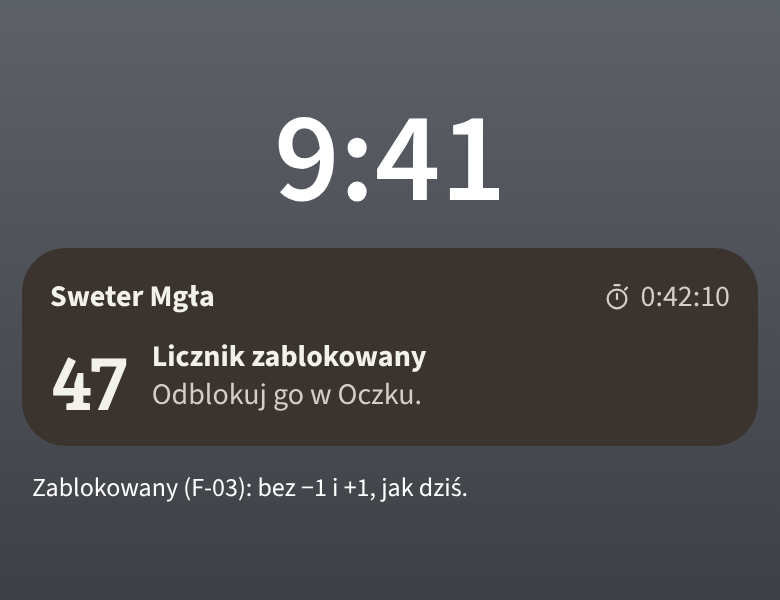 9:41
Sweter Mgła 0:42:10
47 Licznik zablokowany
Odblokuj go w Oczku.
Zablokowany (F-03): bez −1 i +1, jak dziś.